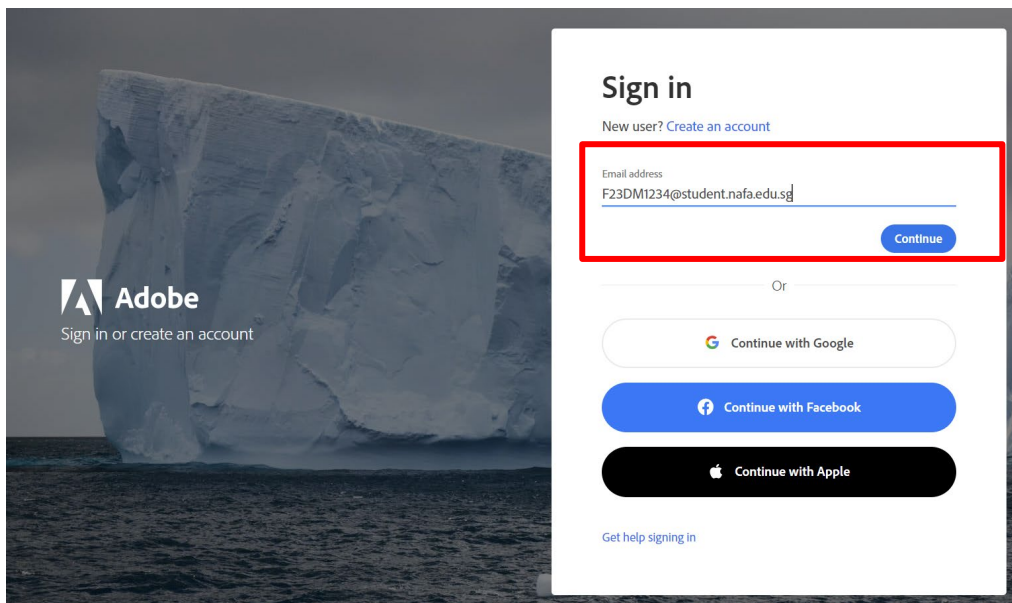 Adobe
Sign in or create an account
Sign in
New user? Create an account
Email address
F23DM1234@student.nafa.edu.sg
Continue
Or
Continue with Google
Continue with Facebook
Continue with Apple
Get help signing in